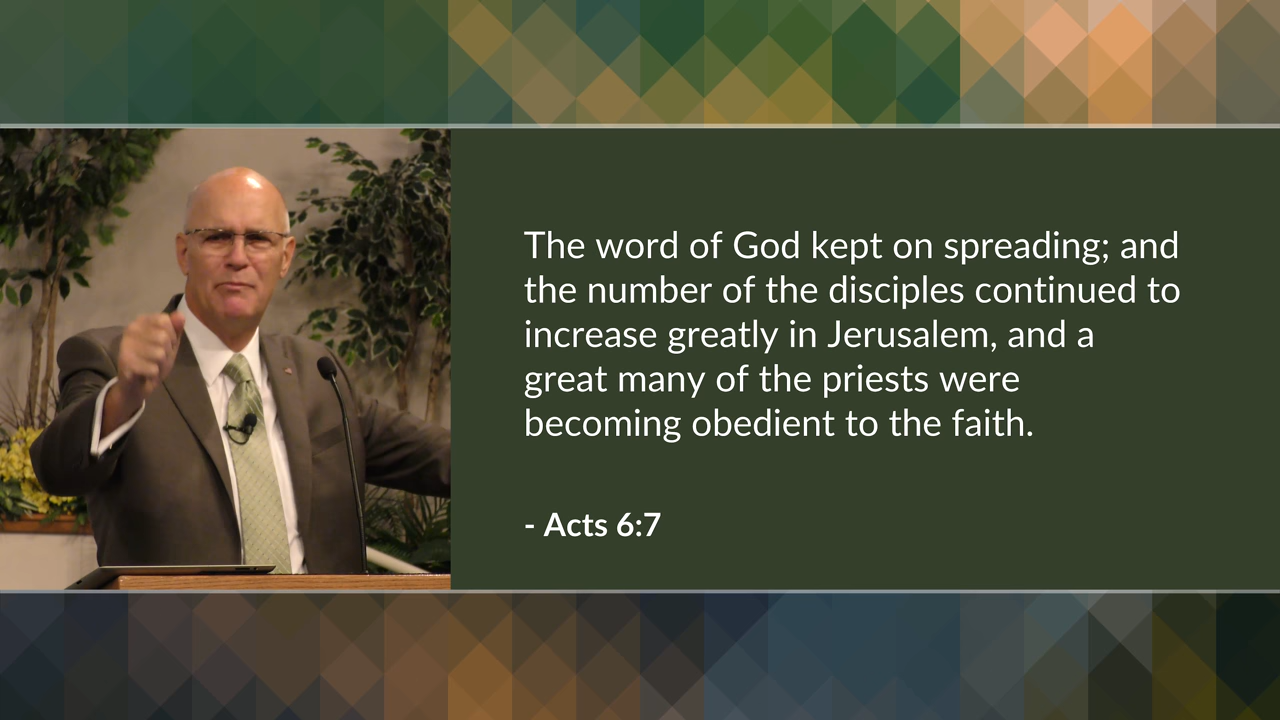 The word of God kept on spreading; and
the number of the disciples continued to
increase greatly in Jerusalem, and a
great many of the priests were
becoming obedient to the faith.
- Acts 6:7